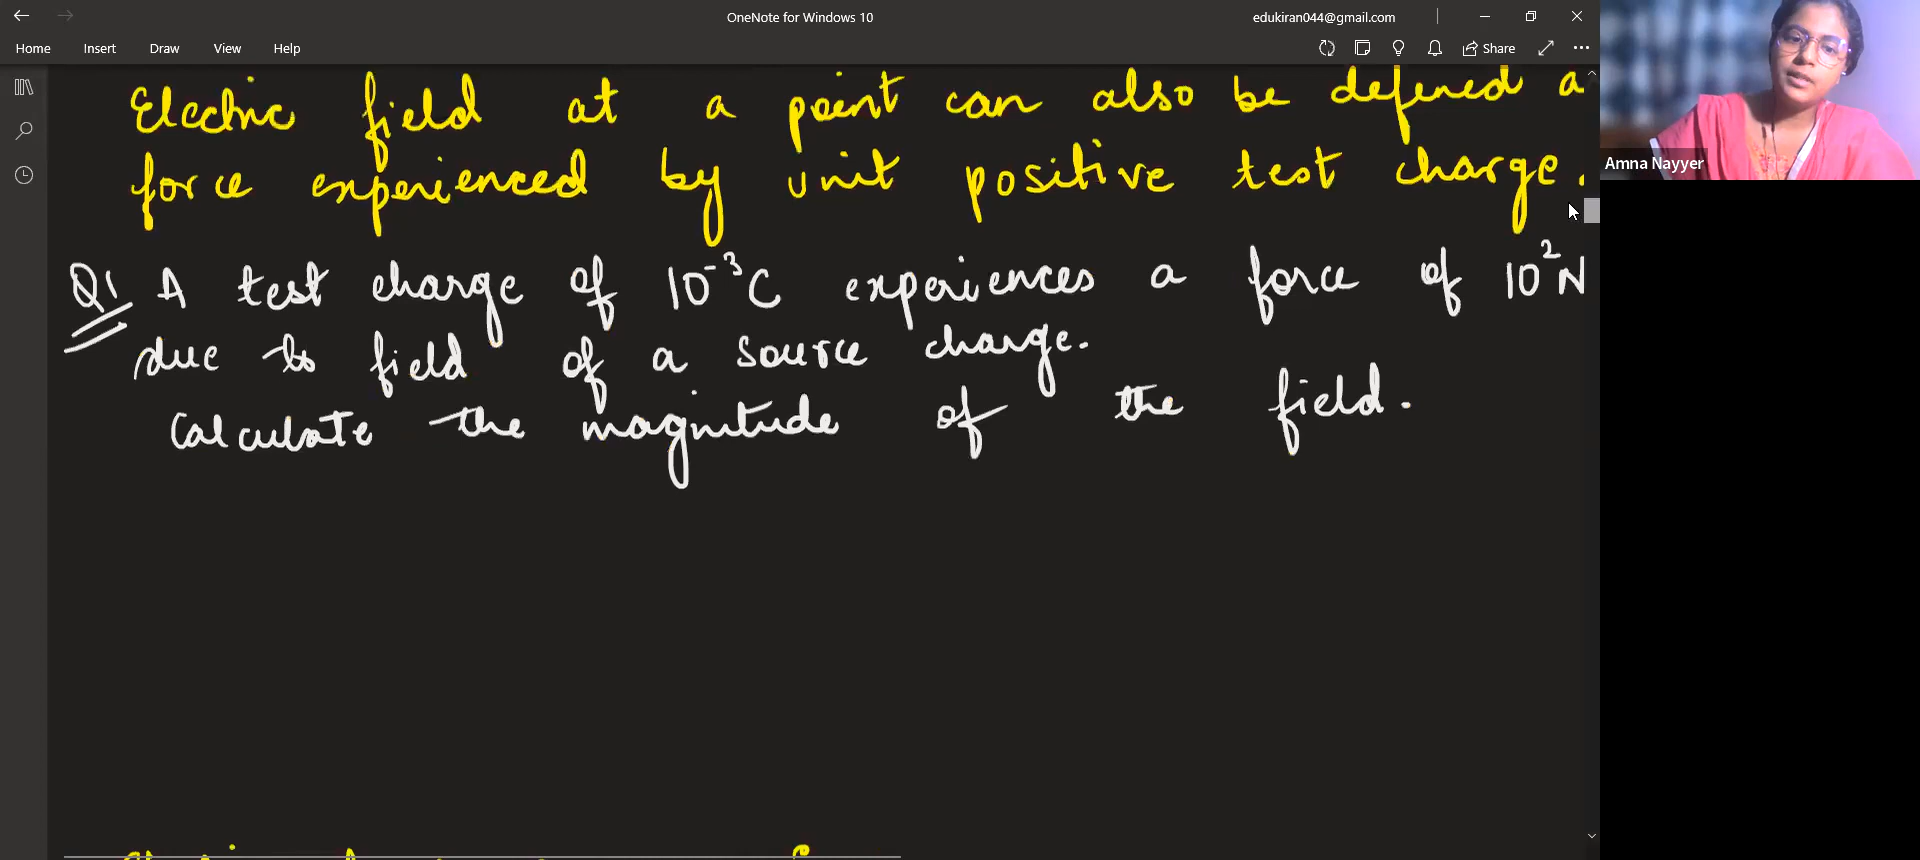 OneNote for Windows 10
edukiran044@gmail.com
Home Insert Draw View Help
Share
Electric field at a point can also be defined a
force experienced by unit positive test charge.
Q1 A test charge of 10⁻³C experiences a force of 10²N
due to field of a source charge.
Calculate the magnitude of the field.
Amna Nayyer